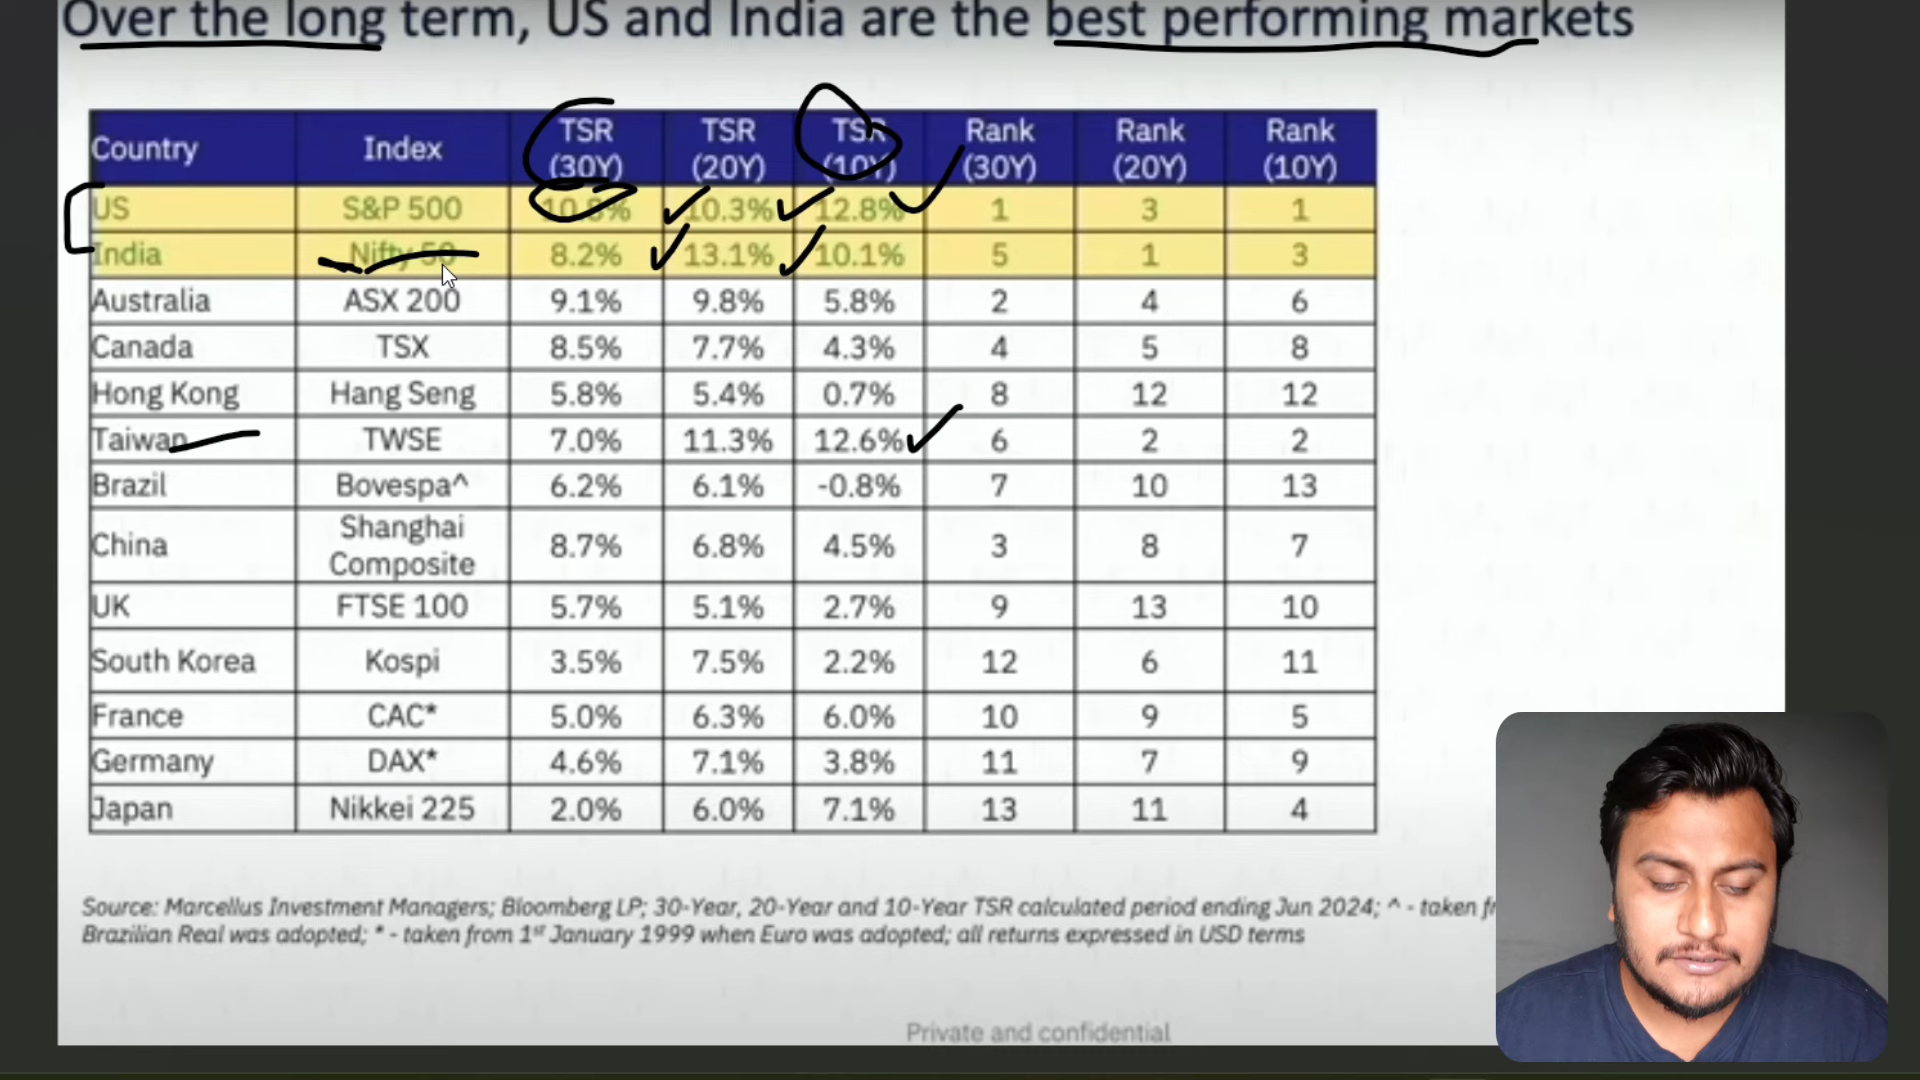 Over the long term, US and India are the best performing markets
Country Index TSR (30Y) TSR (20Y) TSR (10Y) Rank (30Y) Rank (20Y) Rank (10Y)
US S&P 500 10.8% 10.3% 12.8% 1 3 1
India Nifty 50 8.2% 13.1% 10.1% 5 1 3
Australia ASX 200 9.1% 9.8% 5.8% 2 4 6
Canada TSX 8.5% 7.7% 4.3% 4 5 8
Hong Kong Hang Seng 5.8% 5.4% 0.7% 8 12 12
Taiwan TWSE 7.0% 11.3% 12.6% 6 2 2
Brazil Bovespa^ 6.2% 6.1% -0.8% 7 10 13
China Shanghai Composite 8.7% 6.8% 4.5% 3 8 7
UK FTSE 100 5.7% 5.1% 2.7% 9 13 10
South Korea Kospi 3.5% 7.5% 2.2% 12 6 11
France CAC* 5.0% 6.3% 6.0% 10 9 5
Germany DAX* 4.6% 7.1% 3.8% 11 7 9
Japan Nikkei 225 2.0% 6.0% 7.1% 13 11 4
Source: Marcellus Investment Managers; Bloomberg LP; 30-Year, 20-Year and 10-Year TSR calculated period ending Jun 2024; ^ - taken
Brazilian Real was adopted; * - taken from 1st January 1999 when Euro was adopted; all returns expressed in USD terms
Private and confidential